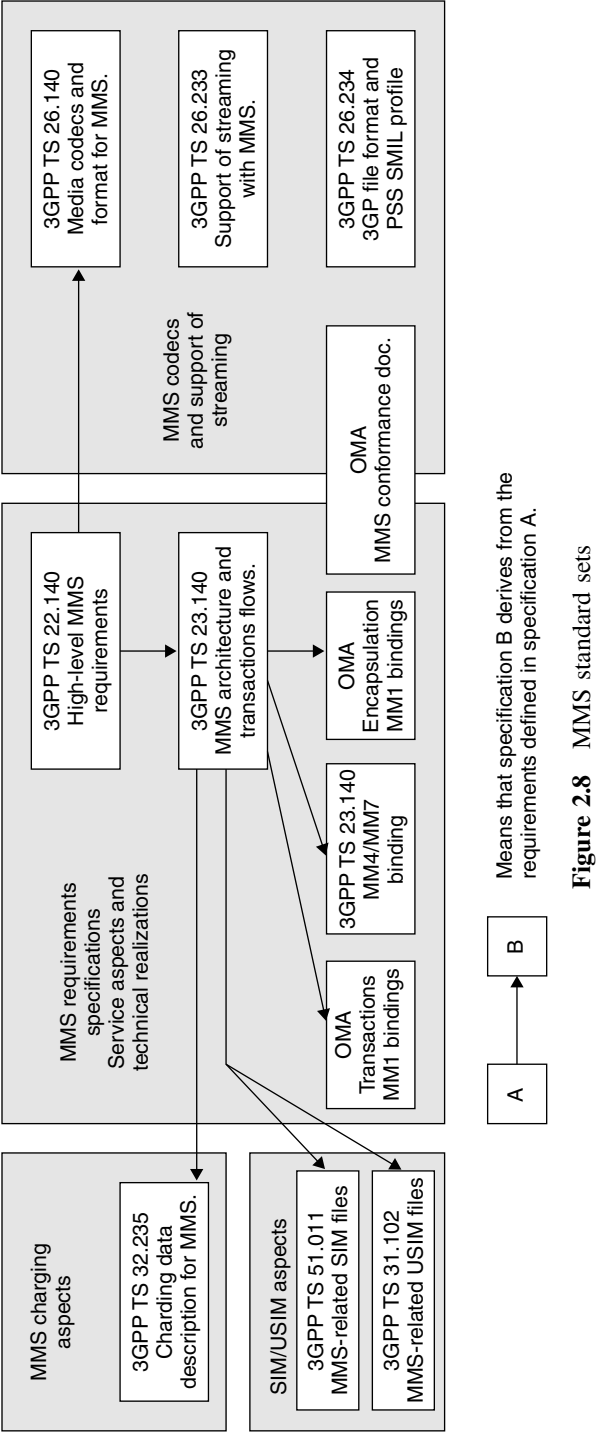 MMS charging
aspects
3GPP TS 32.235
Charding data
description for MMS.
SIM/USIM aspects
3GPP TS 51.011
MMS-related SIM files
3GPP TS 31.102
MMS-related USIM files
MMS requirements
specifications
Service aspects and
technical realizations
3GPP TS 22.140
High-level MMS
requirements
3GPP TS 23.140
MMS architecture and
transactions flows.
OMA
Transactions
MM1 bindings
3GPP TS 23.140
MM4/MM7
binding
OMA
Encapsulation
MM1 bindings
OMA
MMS conformance doc.
MMS codecs
and support of
streaming
3GPP TS 26.140
Media codecs and
format for MMS.
3GPP TS 26.233
Support of streaming
with MMS.
3GPP TS 26.234
3GP file format and
PSS SMIL profile
A
B
Means that specification B derives from the
requirements defined in specification A.
Figure 2.8 MMS standard sets